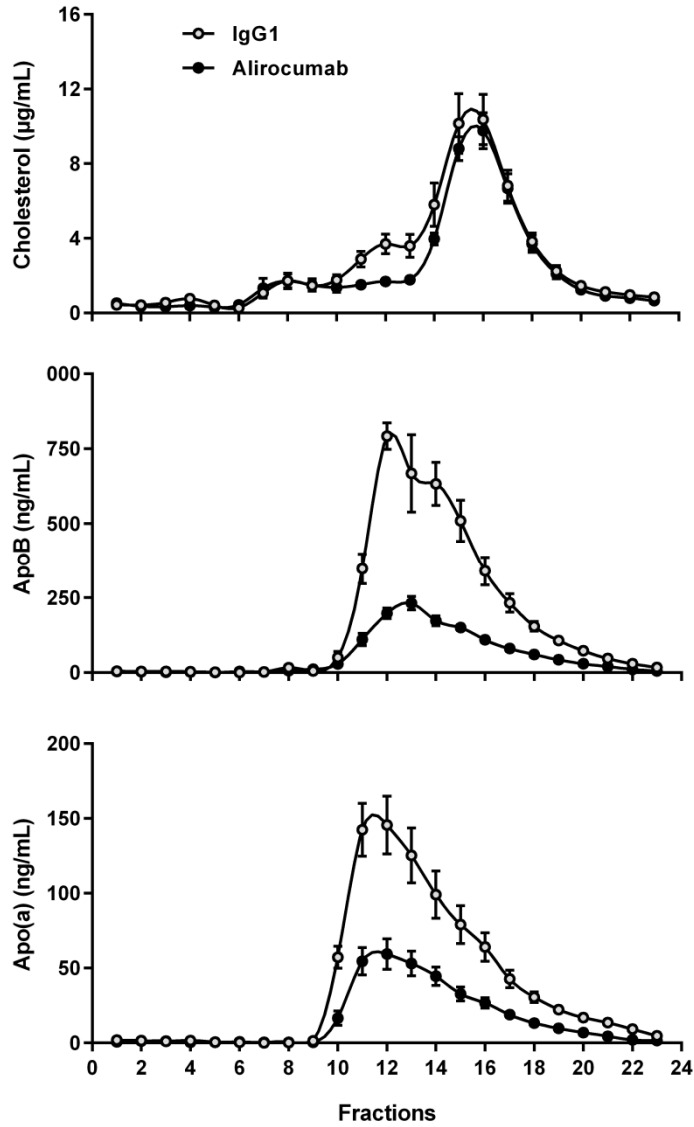 IgG1
Alirocumab
Cholesterol (µg/mL)
16
12
8
4
0
ApoB (ng/mL)
000
750
500
250
0
Apo(a) (ng/mL)
200
150
100
50
0
0 2 4 6 8 10 12 14 16 18 20 22 24
Fractions